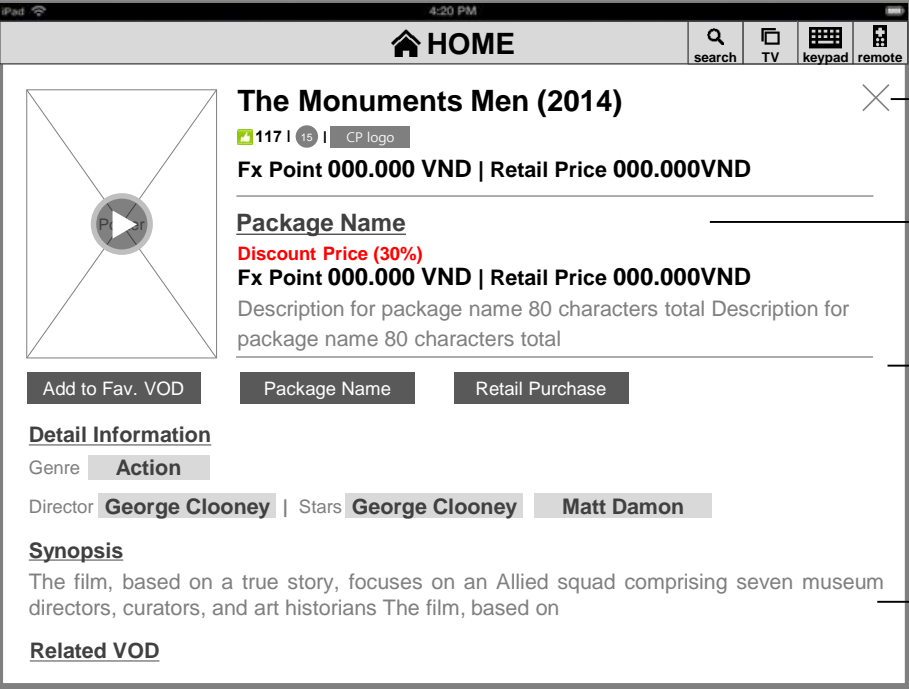 iPad 4:20 PM
HOME
search TV keypad remote
The Monuments Men (2014)
117 I 15 I CP logo
Fx Point 000.000 VND | Retail Price 000.000VND
Poster
Package Name
Discount Price (30%)
Fx Point 000.000 VND | Retail Price 000.000VND
Description for package name 80 characters total Description for
package name 80 characters total
Add to Fav. VOD Package Name Retail Purchase
Detail Information
Genre Action
Director George Clooney | Stars George Clooney Matt Damon
Synopsis
The film, based on a true story, focuses on an Allied squad comprising seven museum
directors, curators, and art historians The film, based on
Related VOD